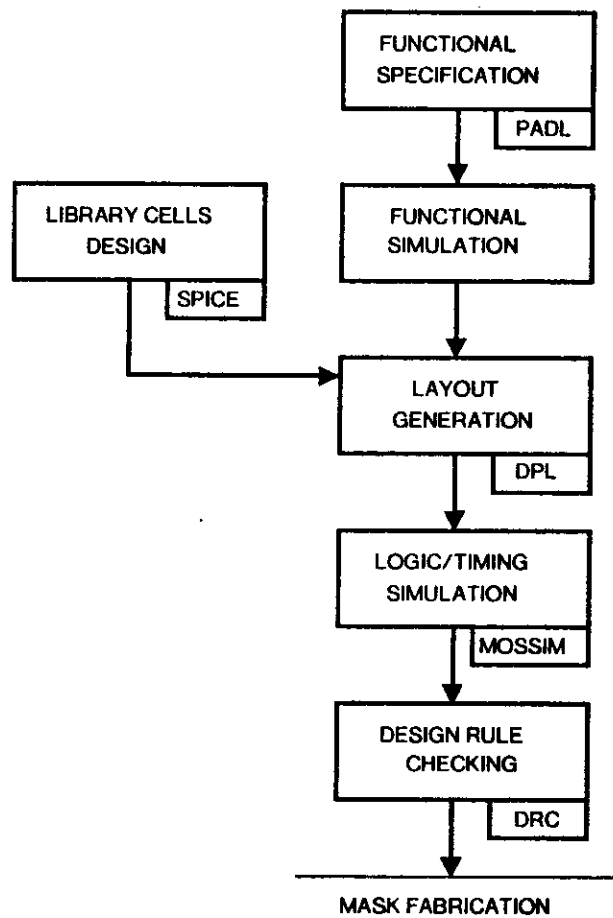 FUNCTIONAL
SPECIFICATION
PADL
LIBRARY CELLS
DESIGN
SPICE
FUNCTIONAL
SIMULATION
LAYOUT
GENERATION
DPL
LOGIC/TIMING
SIMULATION
MOSSIM
DESIGN RULE
CHECKING
DRC
MASK FABRICATION